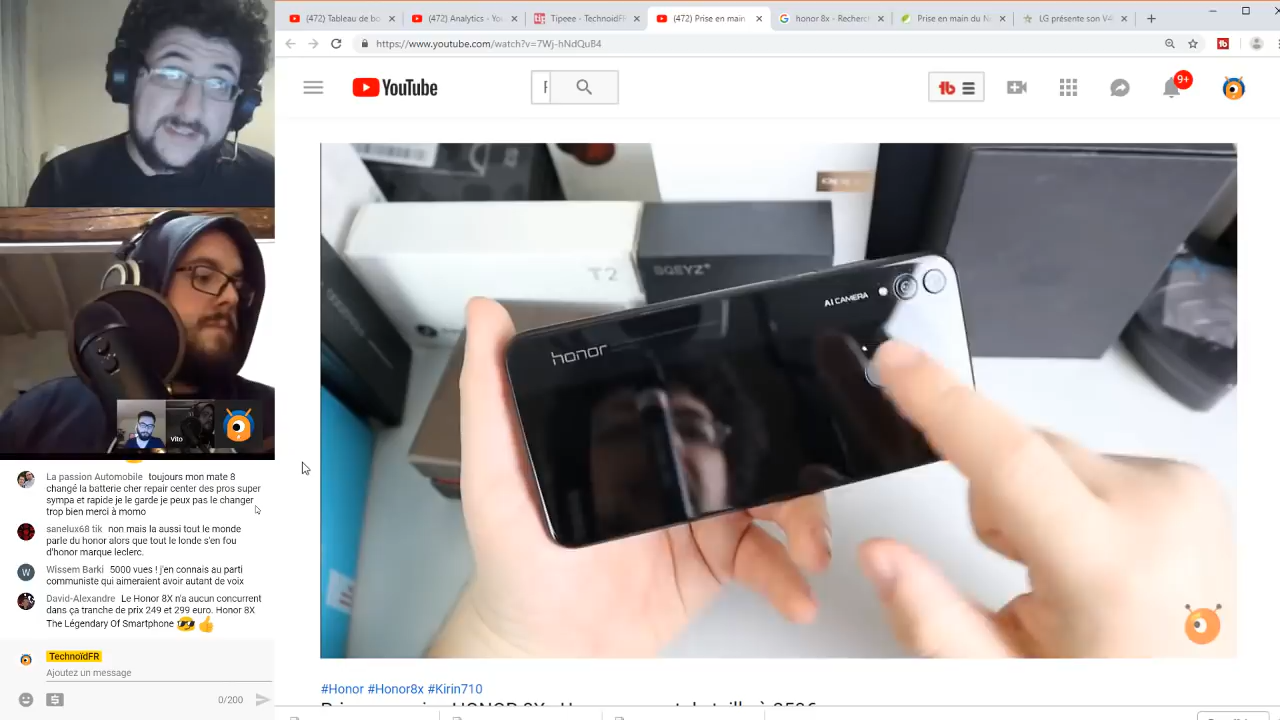 (472) Tableau de bo
(472) Analytics - Yo
Tipeee - TechnoidFR
(472) Prise en main
honor 8x - Recherc
Prise en main du N
LG présente son V4
https://www.youtube.com/watch?v=7Wj-hNdQuB4
YouTube
9+
T2
SQEYZ
AI CAMERA
honor
Vito
La passion Automobile toujours mon mate 8
changé la batterie cher repair center des pros super
sympa et rapide je le garde je peux pas le changer
trop bien merci à momo
sanelux68 tik non mais la aussi tout le monde
parle du honor alors que tout le londe s'en fou
d'honor marque leclerc.
W
Wissem Barki 5000 vues ! j'en connais au parti
communiste qui aimeraient avoir autant de voix
David-Alexandre Le Honor 8X n'a aucun concurrent
dans ça tranche de prix 249 et 299 euro. Honor 8X
The Légendary Of Smartphone
TechnoïdFR
Ajoutez un message
0/200
#Honor #Honor8x #Kirin710